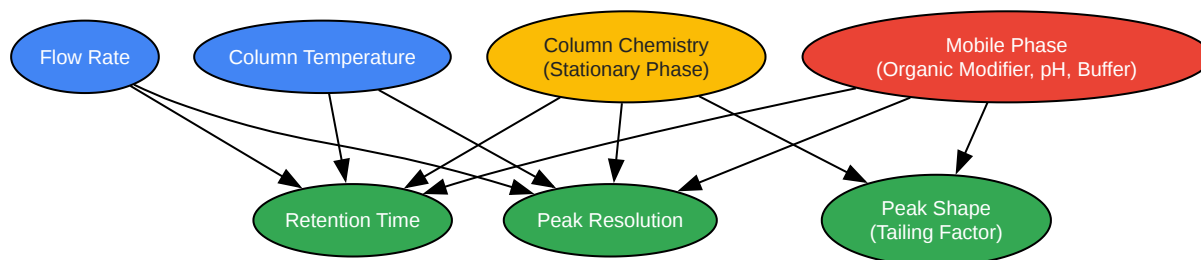 Flow Rate
Column Temperature
Column Chemistry
(Stationary Phase)
Mobile Phase
(Organic Modifier, pH, Buffer)
Retention Time
Peak Resolution
Peak Shape
(Tailing Factor)